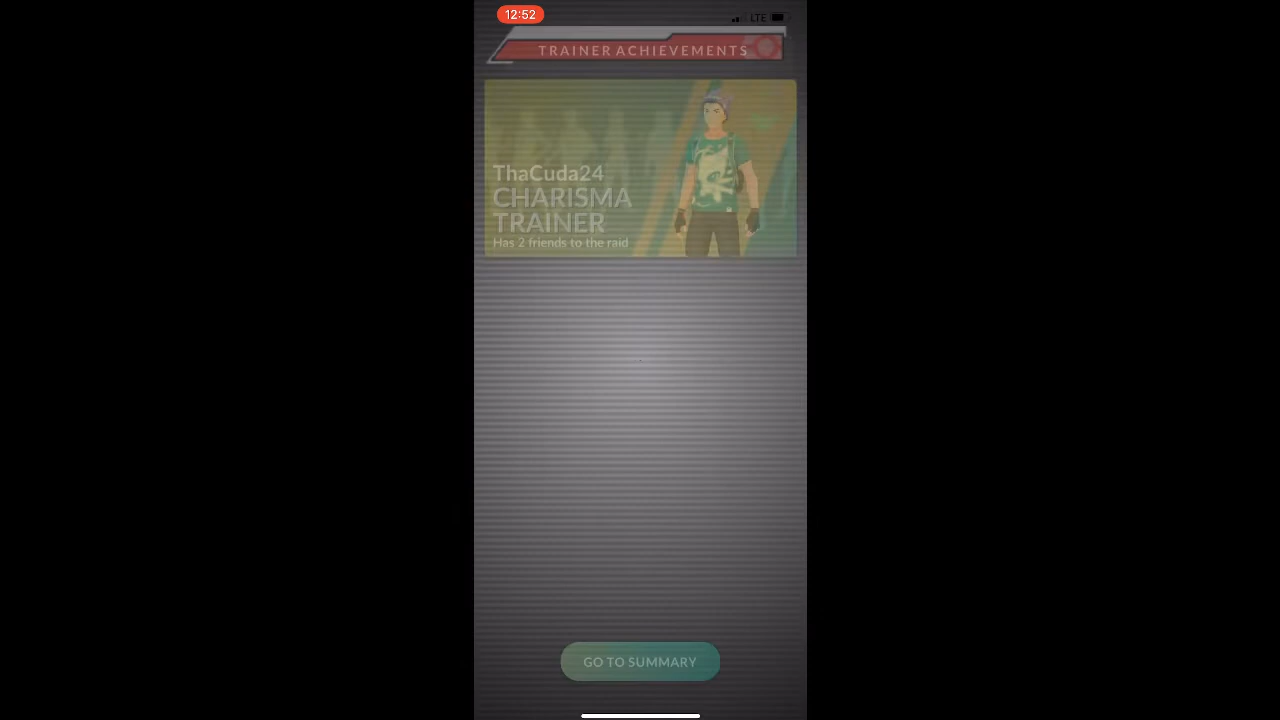 12:52
LTE
TRAINER ACHIEVEMENTS
ThaCuda24
CHARISMA
TRAINER
Has 2 friends to the raid
GO TO SUMMARY